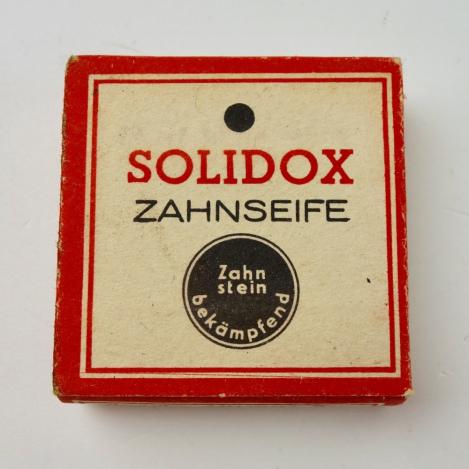 SOLIDOX
ZAHNSEIFE
Zahn
stein
bekämpfend